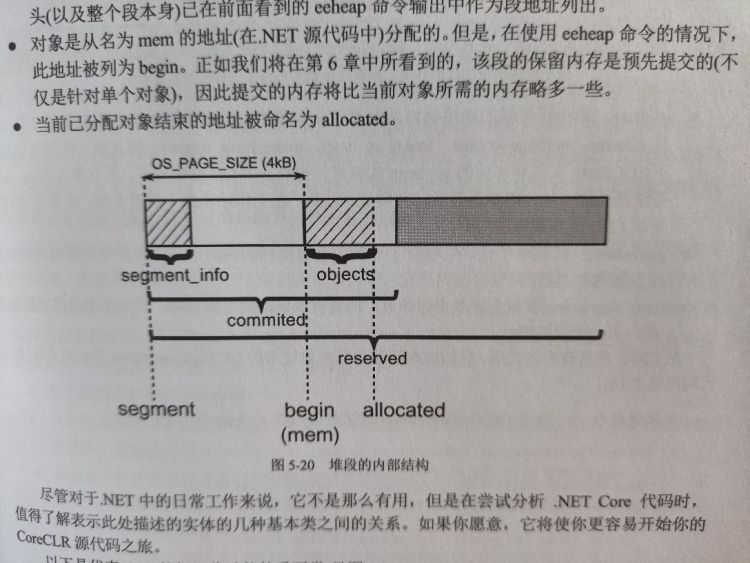 头(以及整个段本身)已在前面看到的 eeheap 命令输出中作为段地址列出。
● 对象是从名为 mem 的地址(在.NET 源代码中)分配的。但是，在使用 eeheap 命令的情况下，
此地址被列为 begin。正如我们将在第 6 章中所看到的，该段的保留内存是预先提交的(不
仅是针对单个对象)，因此提交的内存将比当前对象所需的内存略多一些。
● 当前已分配对象结束的地址被命名为 allocated。
OS_PAGE_SIZE (4kB)
segment_info objects
commited
reserved
segment begin allocated
(mem)
图 5-20 堆段的内部结构
尽管对于.NET 中的日常工作来说，它不是那么有用，但是在尝试分析 .NET Core 代码时，
值得了解表示此处描述的实体的几种基本类之间的关系。如果你愿意，它将使你更容易开始你的
CoreCLR 源代码之旅。